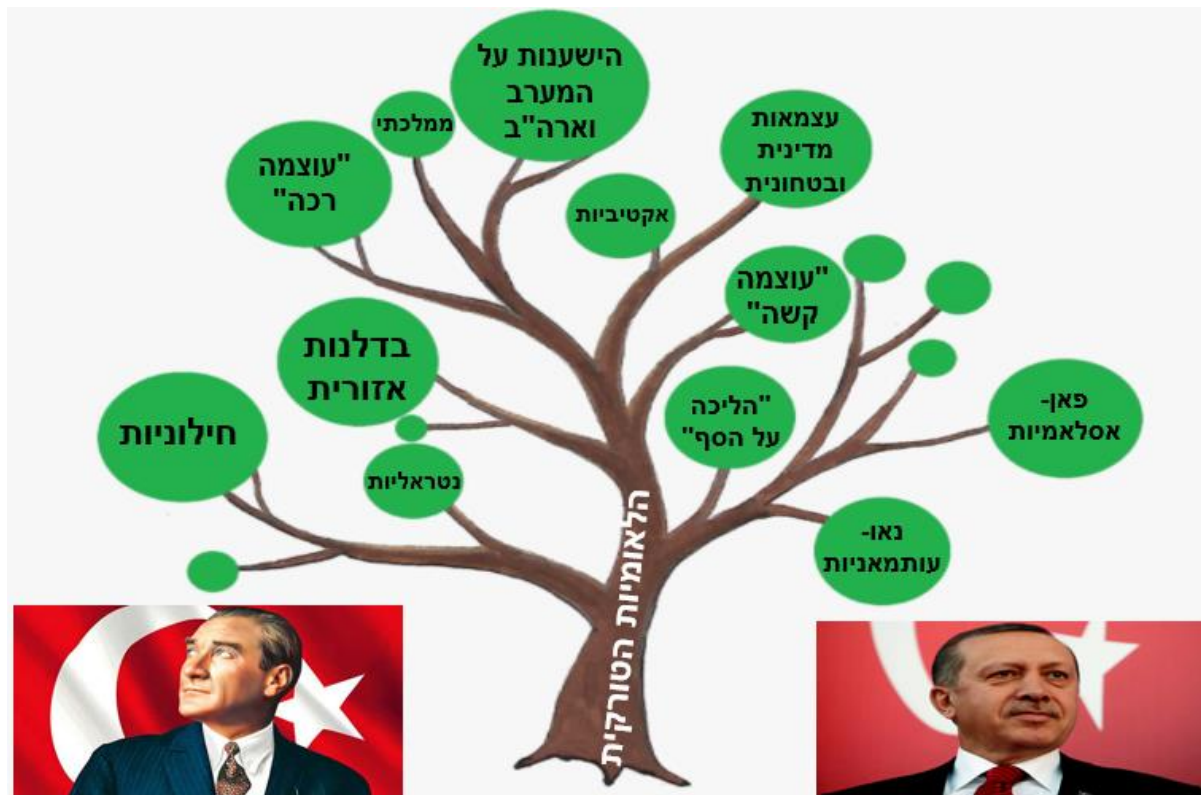 הישענות על
המערב
וארה"ב
ממלכתי
"עוצמה
רכה"
עצמאות
מדינית
ובטחונית
אקטיביות
"עוצמה
קשה"
בדלנות
אזורית
חילוניות
נטראליות
"הליכה
על הסף"
פאן-
אסלאמיות
נאו-
עותמאניות
הלאומיות הטורקית